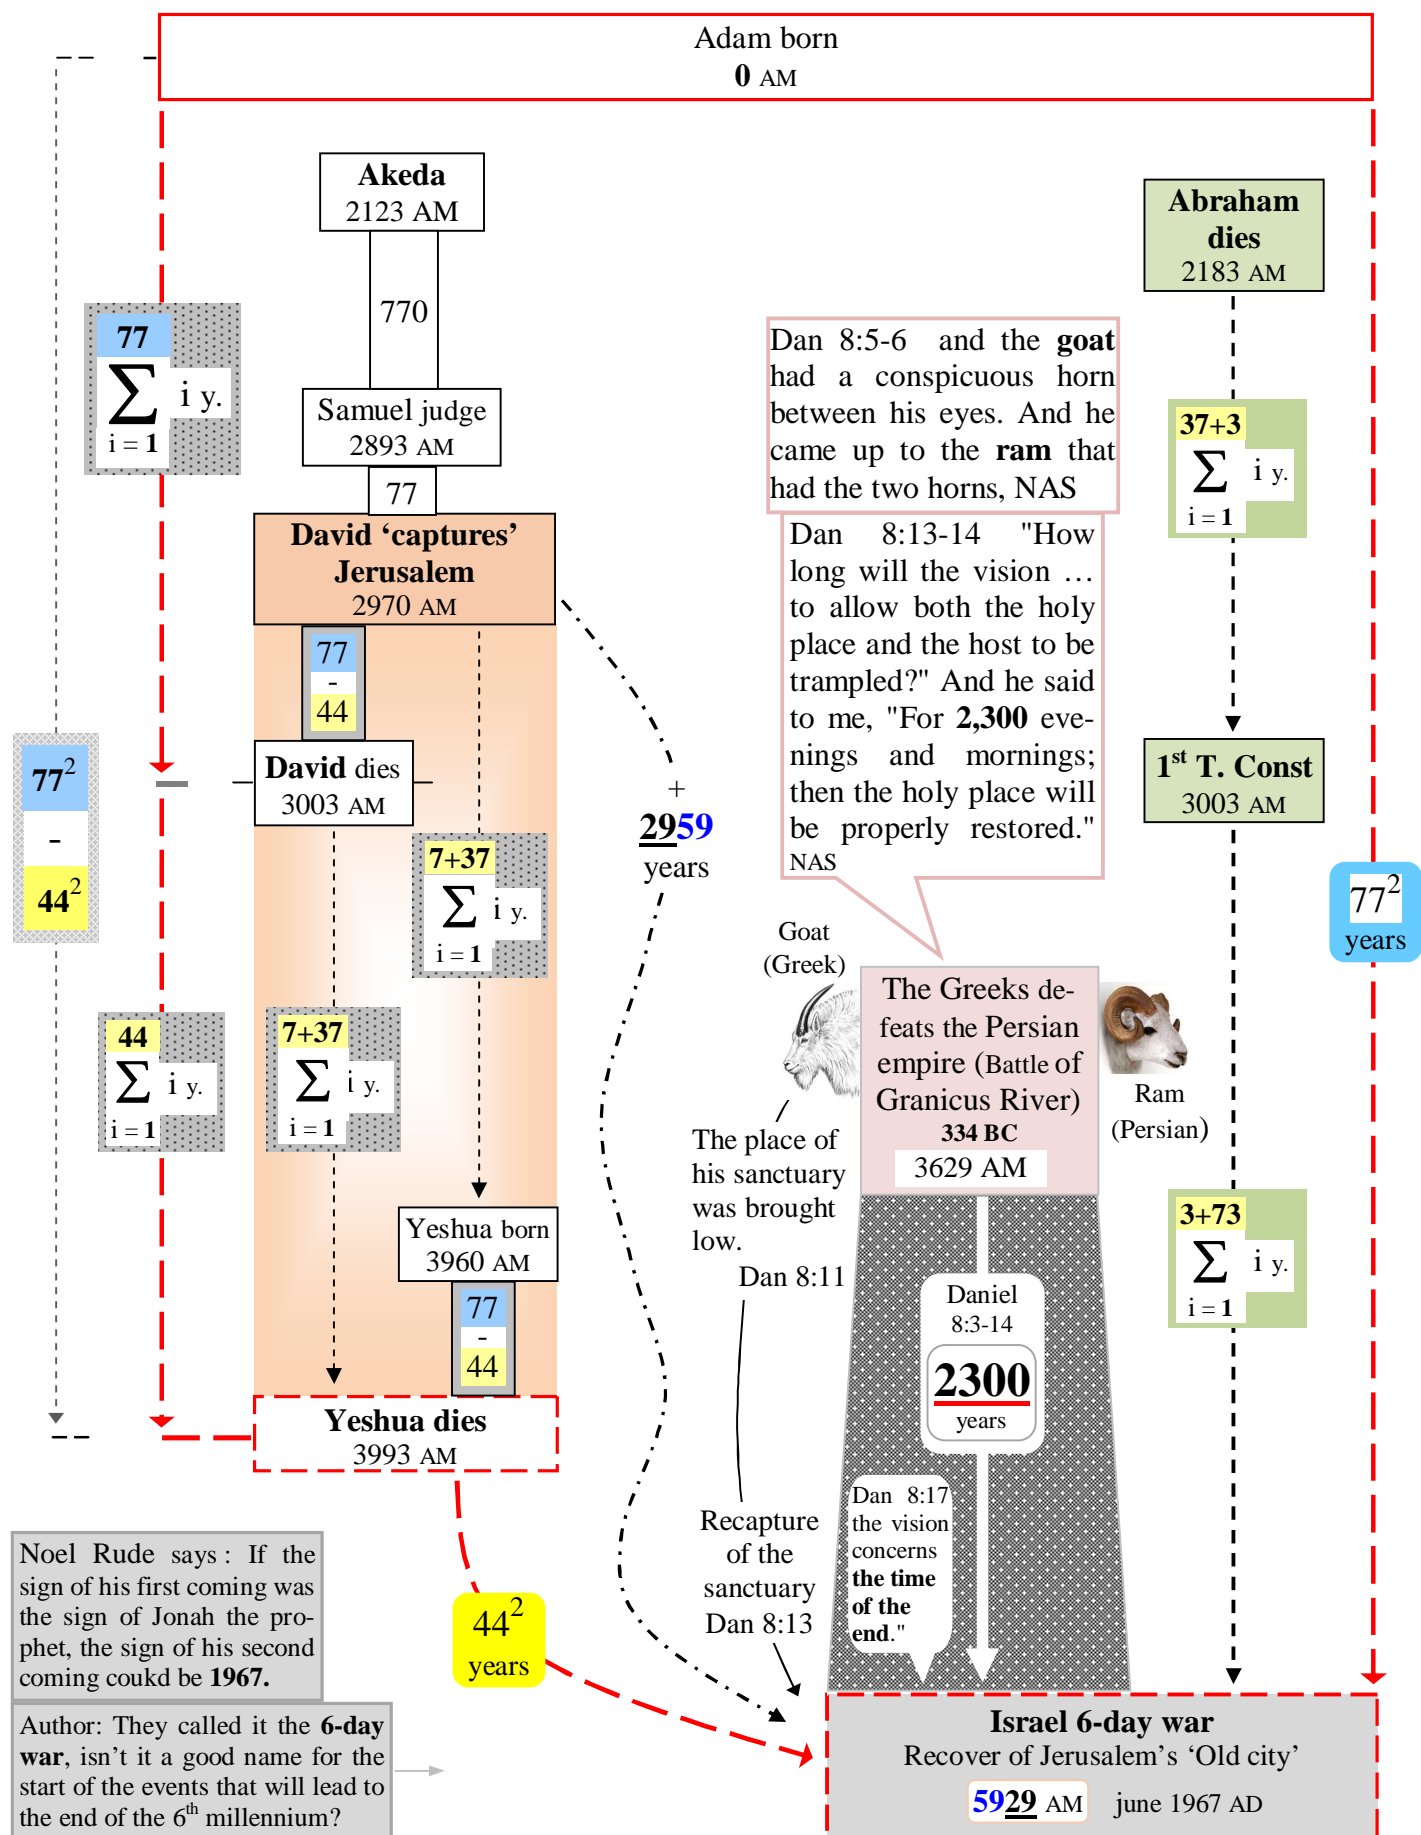 Adam born
0 AM
Akeda
2123 AM
770
Samuel judge
2893 AM
77
David ‘captures’
Jerusalem
2970 AM
77
-
44
David dies
3003 AM
7+37
∑ i y.
i = 1
7+37
∑ i y.
i = 1
Yeshua born
3960 AM
77
-
44
Yeshua dies
3993 AM
77
∑ i y.
i = 1
44
∑ i y.
i = 1
77²
-
44²
+
2959
years
44²
years
Abraham
dies
2183 AM
37+3
∑ i y.
i = 1
1st T. Const
3003 AM
3+73
∑ i y.
i = 1
77²
years
Dan 8:5-6 and the goat
had a conspicuous horn
between his eyes. And he
came up to the ram that
had the two horns, NAS
Dan 8:13-14 "How
long will the vision …
to allow both the holy
place and the host to be
trampled?" And he said
to me, "For 2,300 eve-
nings and mornings;
then the holy place will
be properly restored."
NAS
Goat
(Greek)
The Greeks de-
feats the Persian
empire (Battle of
Granicus River)
334 BC
3629 AM
Ram
(Persian)
The place of
his sanctuary
was brought
low.
Dan 8:11
Recapture
of the
sanctuary
Dan 8:13
Daniel
8:3-14
2300
years
Dan 8:17
the vision
concerns
the time
of the
end."
Noel Rude says : If the
sign of his first coming was
the sign of Jonah the pro-
phet, the sign of his second
coming coukd be 1967.
Author: They called it the 6-day
war, isn’t it a good name for the
start of the events that will lead to
the end of the 6th millennium?
Israel 6-day war
Recover of Jerusalem’s ‘Old city’
5929 AM june 1967 AD